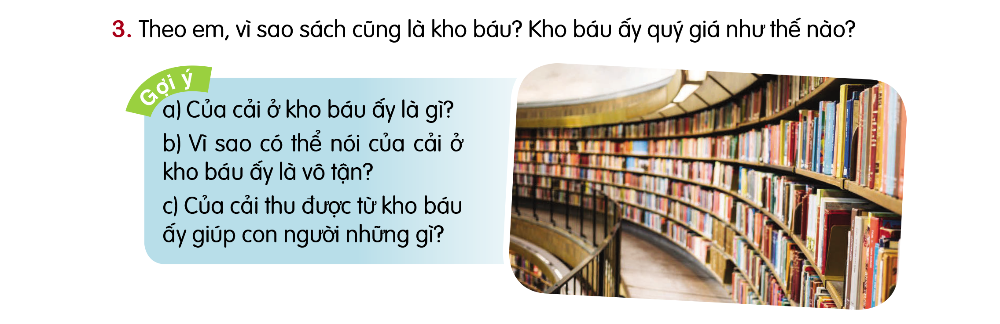 3. Theo em, vì sao sách cũng là kho báu? Kho báu ấy quý giá như thế nào?
Gợi ý
a) Của cải ở kho báu ấy là gì?
b) Vì sao có thể nói của cải ở
kho báu ấy là vô tận?
c) Của cải thu được từ kho báu
ấy giúp con người những gì?